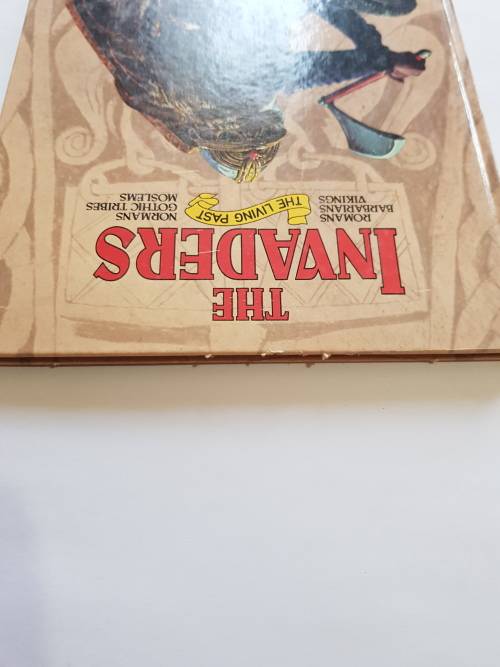 THE
INVADERS
ROMANS
BARBARIANS
VIKINGS
THE LIVING PAST
NORMANS
GOTHIC TRIBES
MOSLEMS